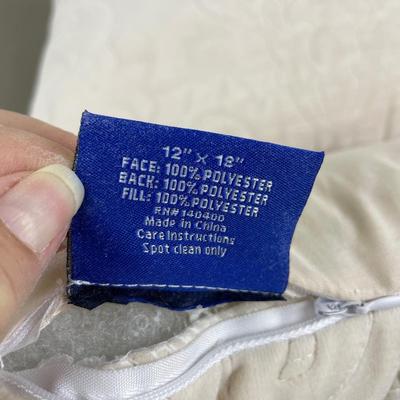 12" X 18"
FACE: 100% POLYESTER
BACK: 100% POLYESTER
FILL: 100% POLYESTER
RN# 140400
Made in China
Care Instructions
Spot clean only